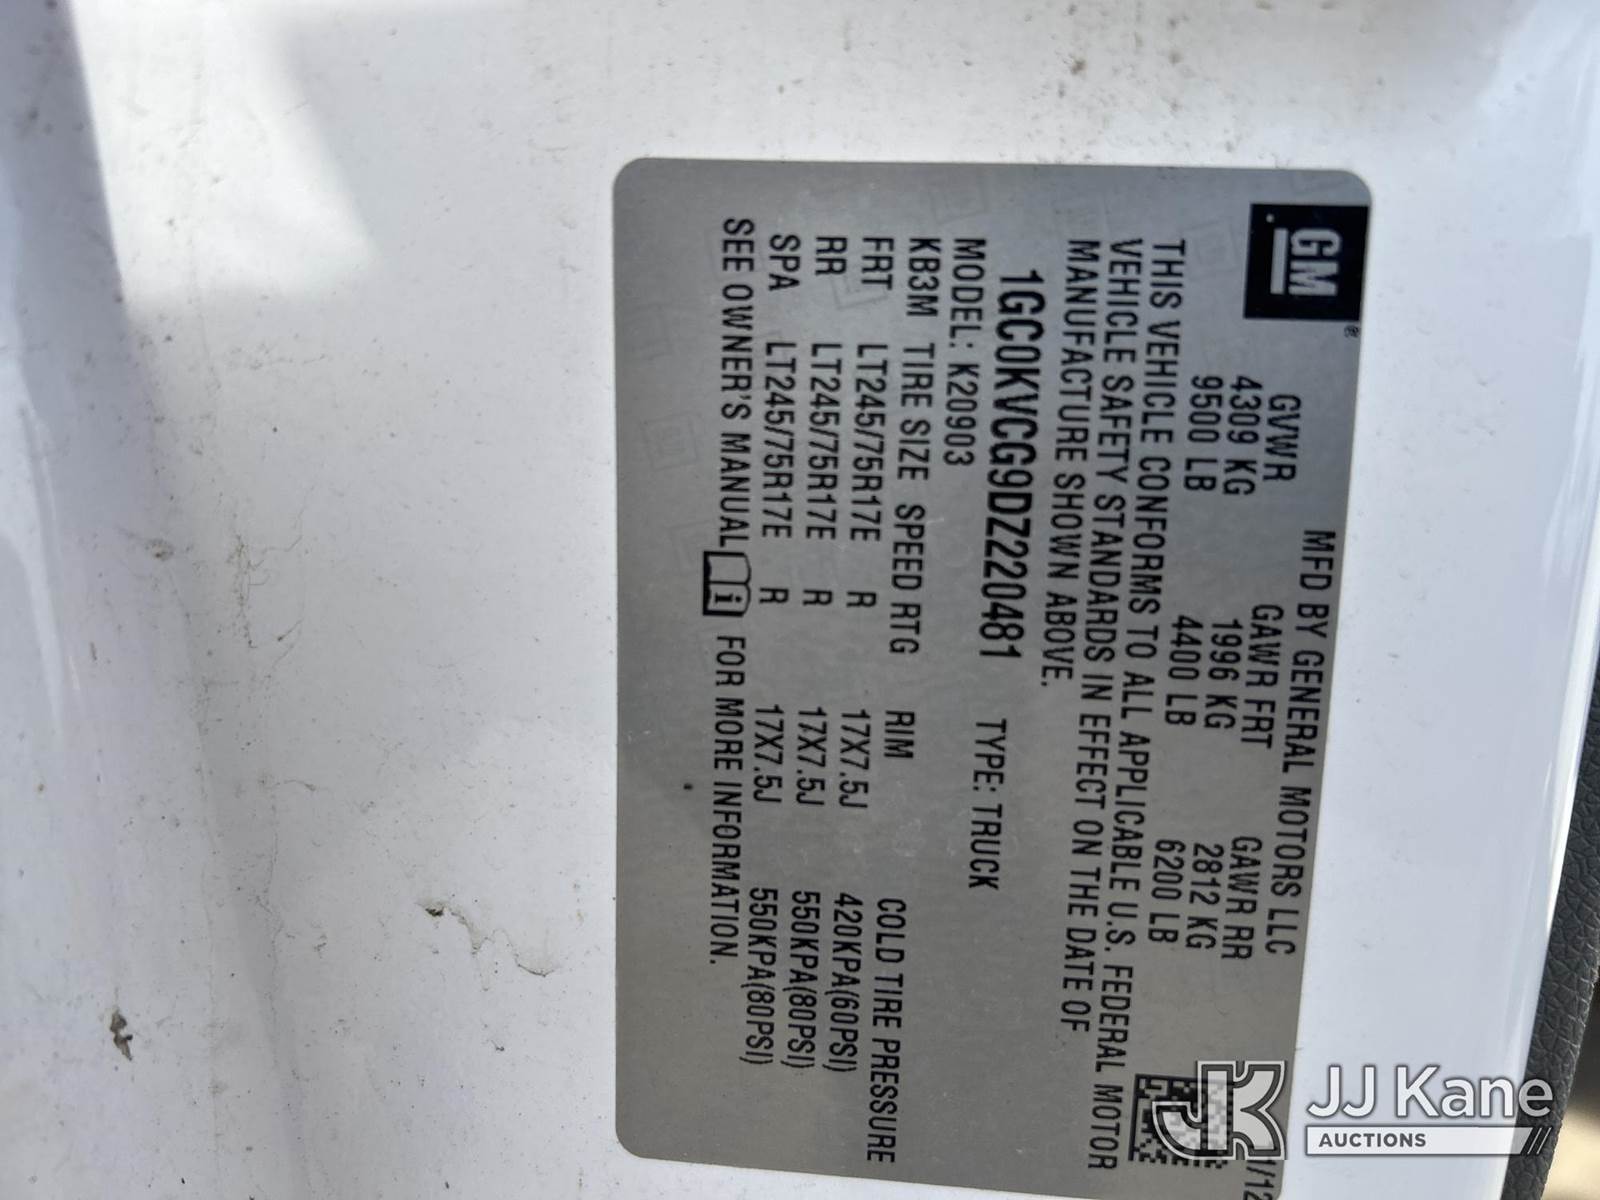 GM
®
MFD BY GENERAL MOTORS LLC
GVWR GAWR FRT GAWR RR
4309 KG 1996 KG 2812 KG
9500 LB 4400 LB 6200 LB
THIS VEHICLE CONFORMS TO ALL APPLICABLE U.S. FEDERAL MOTOR
VEHICLE SAFETY STANDARDS IN EFFECT ON THE DATE OF
MANUFACTURE SHOWN ABOVE.
1GC0KVCG9DZ220481 TYPE: TRUCK
MODEL: K20903
KB3M TIRE SIZE SPEED RTG RIM COLD TIRE PRESSURE
FRT LT245/75R17E R 17X7.5J 420KPA(60PSI)
RR LT245/75R17E R 17X7.5J 550KPA(80PSI)
SPA LT245/75R17E R 17X7.5J 550KPA(80PSI)
SEE OWNER'S MANUAL i FOR MORE INFORMATION.
JK JJ Kane
AUCTIONS